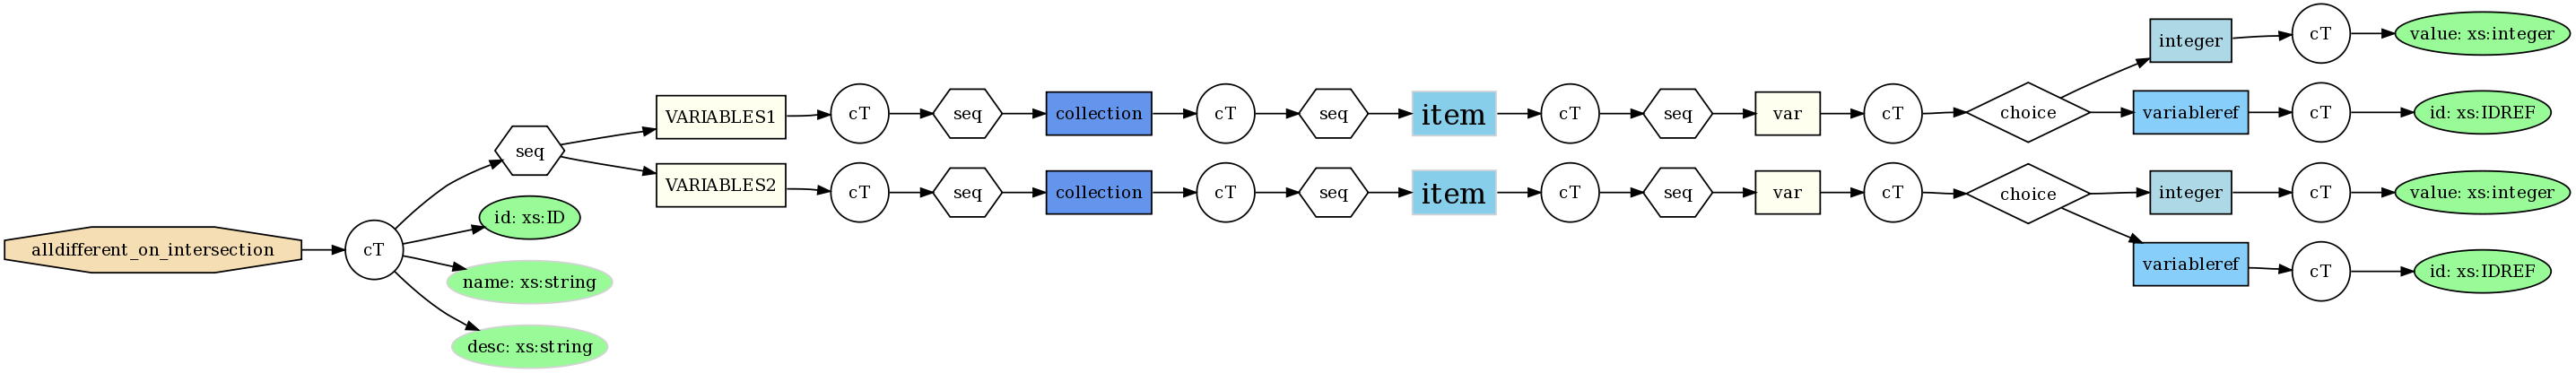 alldifferent_on_intersection
cT
seq
id: xs:ID
name: xs:string
desc: xs:string
VARIABLES1
cT
seq
collection
cT
seq
item
cT
seq
var
cT
choice
integer
cT
value: xs:integer
variableref
cT
id: xs:IDREF
VARIABLES2
cT
seq
collection
cT
seq
item
cT
seq
var
cT
choice
integer
cT
value: xs:integer
variableref
cT
id: xs:IDREF